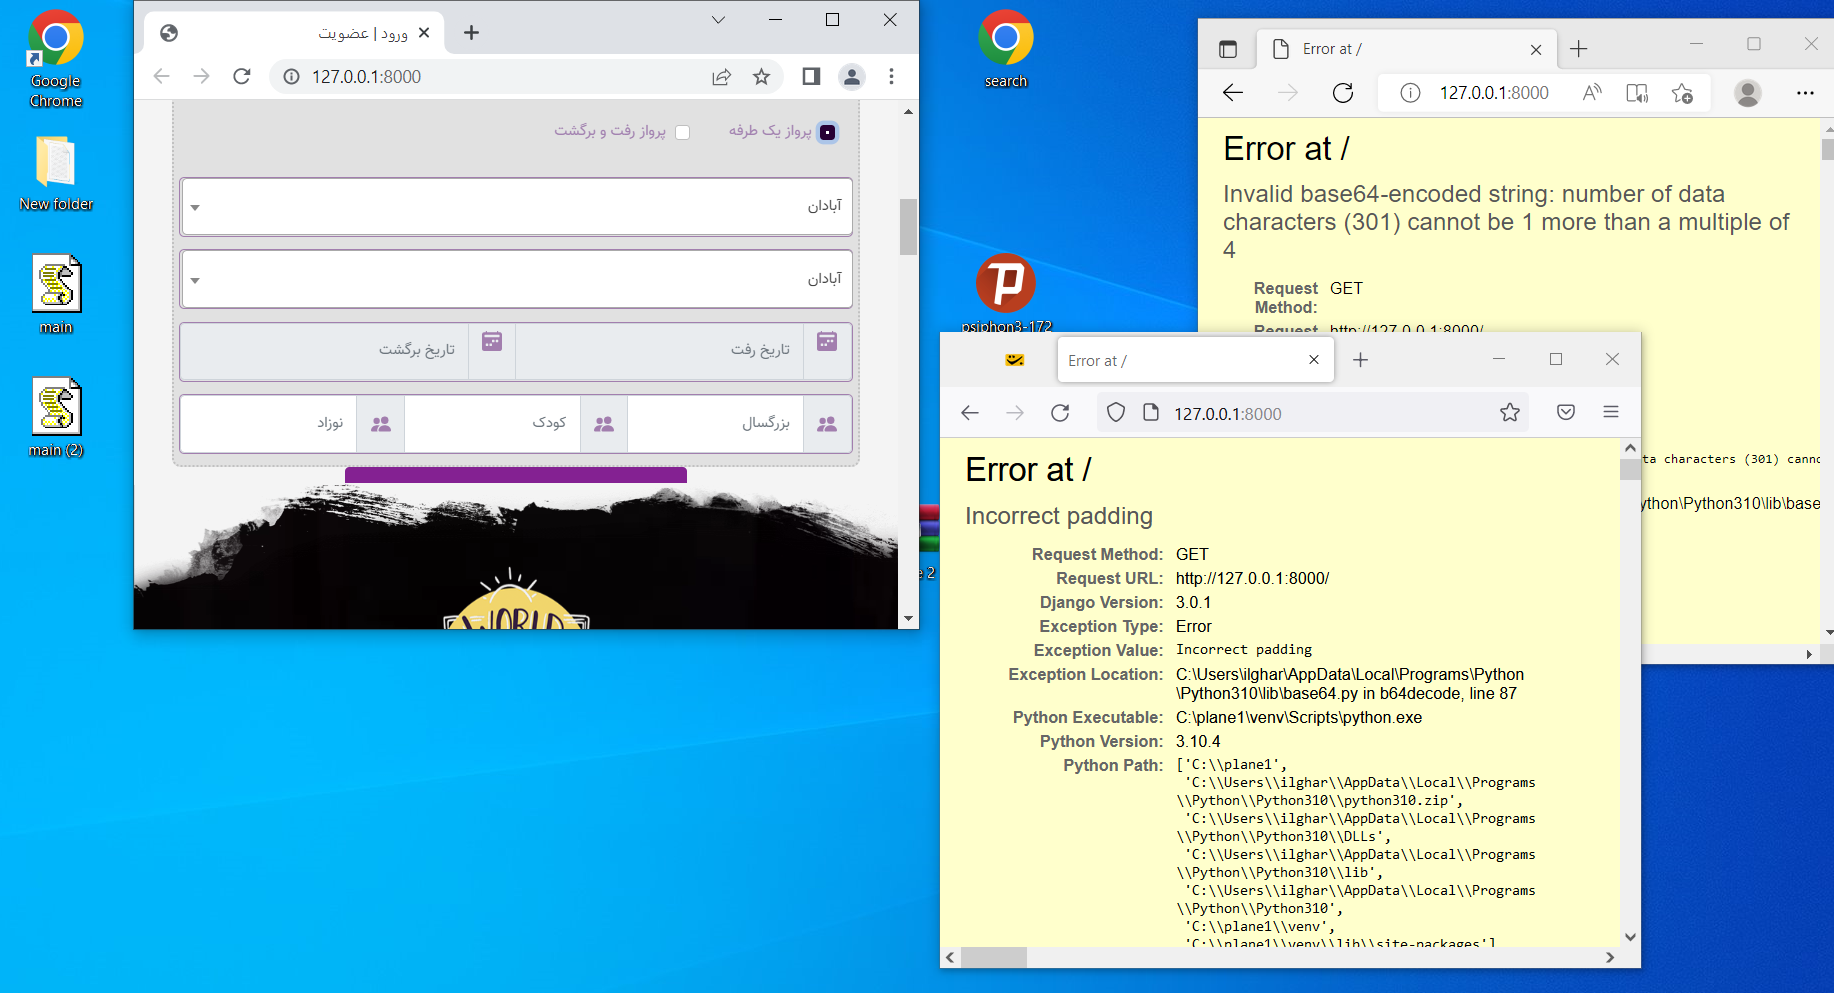 Google
Chrome
New folder
main
main (2)
ورود | عضویت
127.0.0.1:8000
پرواز یک طرفه
پرواز رفت و برگشت
آبادان
آبادان
تاریخ رفت
تاریخ برگشت
بزرگسال
کودک
نوزاد
WORLD
search
psiphon3-172
e 2
Error at /
127.0.0.1:8000
Error at /
Invalid base64-encoded string: number of data
characters (301) cannot be 1 more than a multiple of
4
Request
Method:
GET
Request
http://127.0.0.1:8000/
ta characters (301) canno
ython\Python310\lib\base
Error at /
127.0.0.1:8000
Error at /
Incorrect padding
Request Method: GET
Request URL: http://127.0.0.1:8000/
Django Version: 3.0.1
Exception Type: Error
Exception Value: Incorrect padding
Exception Location: C:\Users\ilghar\AppData\Local\Programs\Python
\Python310\lib\base64.py in b64decode, line 87
Python Executable: C:\plane1\venv\Scripts\python.exe
Python Version: 3.10.4
Python Path: ['C:\\plane1',
'C:\\Users\\ilghar\\AppData\\Local\\Programs
\\Python\\Python310\\python310.zip',
'C:\\Users\\ilghar\\AppData\\Local\\Programs
\\Python\\Python310\\DLLs',
'C:\\Users\\ilghar\\AppData\\Local\\Programs
\\Python\\Python310\\lib',
'C:\\Users\\ilghar\\AppData\\Local\\Programs
\\Python\\Python310',
'C:\\plane1\\venv',
'C:\\plane1\\venv\\lib\\site-packages']